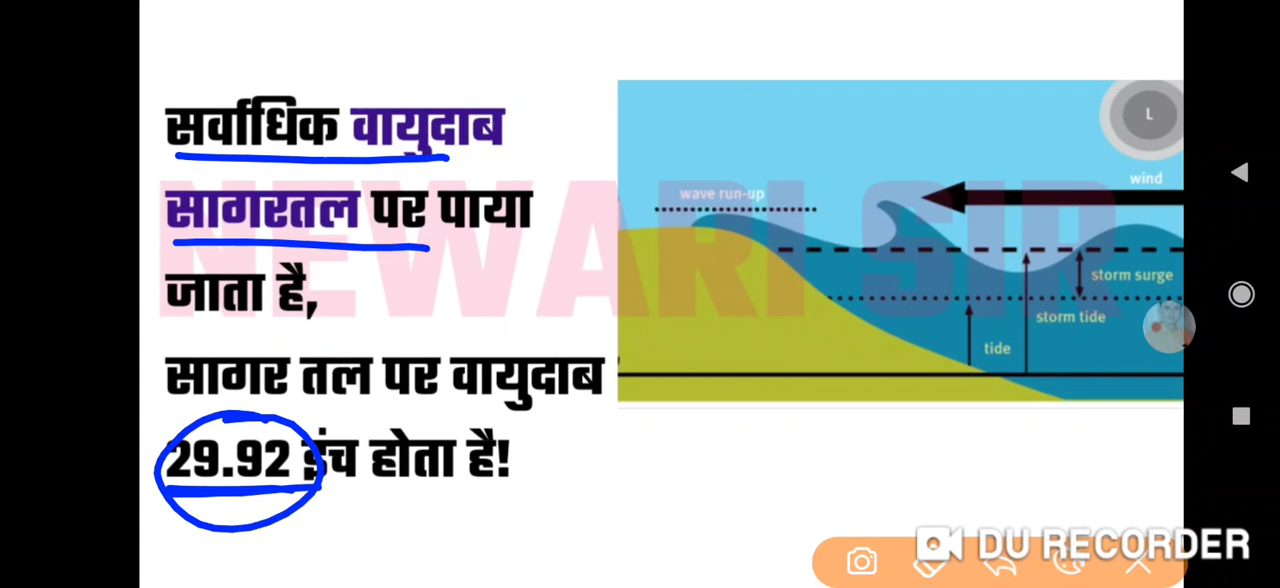 सर्वाधिक वायुदाब
सागरतल पर पाया
जाता है,
सागर तल पर वायुदाब
29.92 इंच होता है!
NEWARI SIR
L
wind
wave run-up
storm surge
storm tide
tide
DU RECORDER